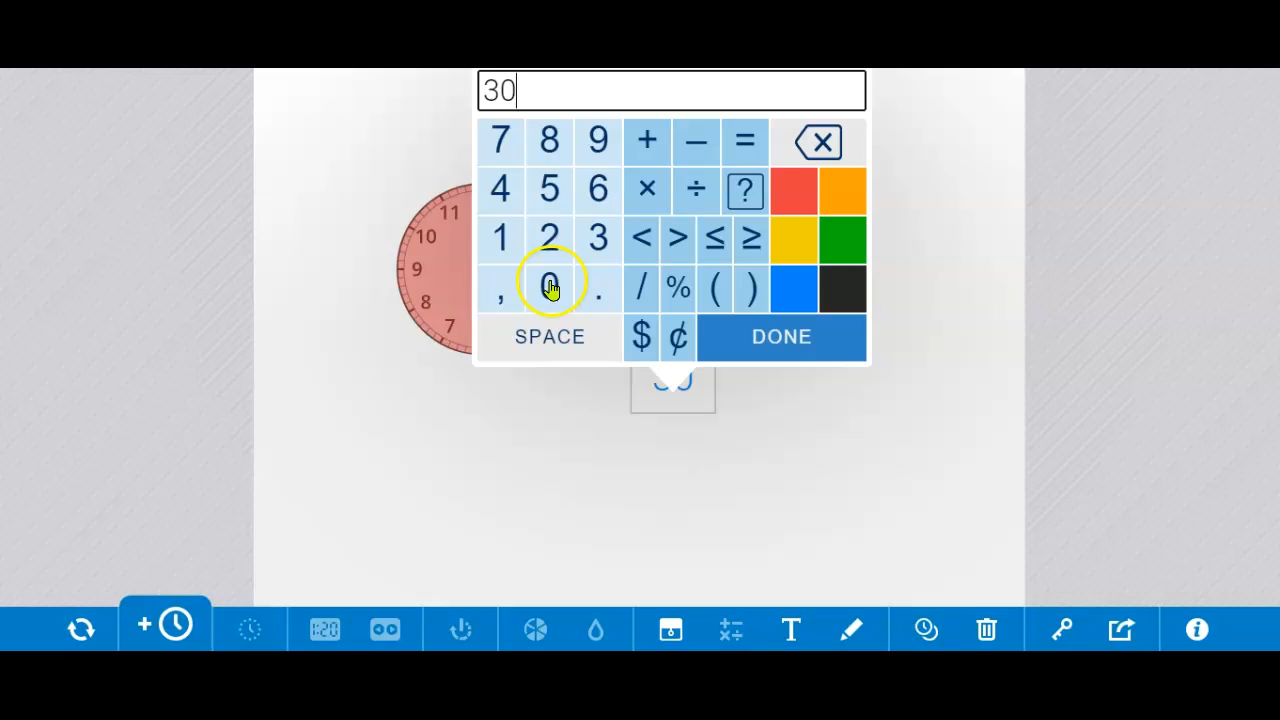 30
7 8 9 + – =
11
4 5 6 × ÷ ?
10
1 2 3 < > ≤ ≥
9
, 0 . / % ( )
8
7
SPACE $ ¢ DONE
30
+ 1:20 + - × ÷ T i